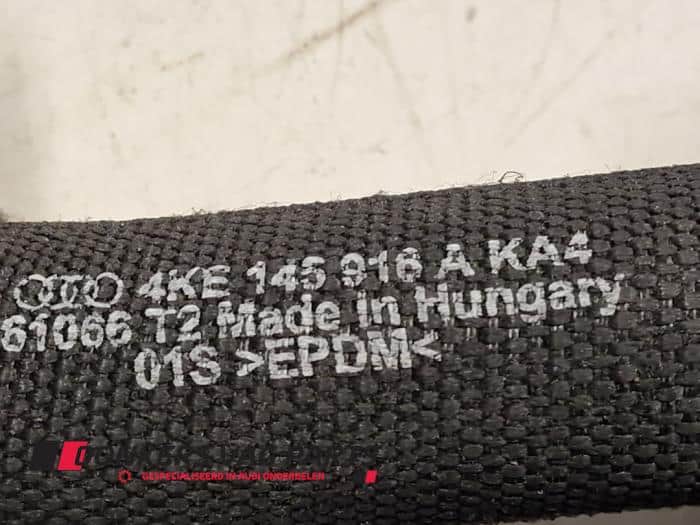 4KE 145 916 A KA4
61066 T2 Made in Hungary
01S >EPDM<
GESPECIALISEERD IN AUDI ONDERDELEN